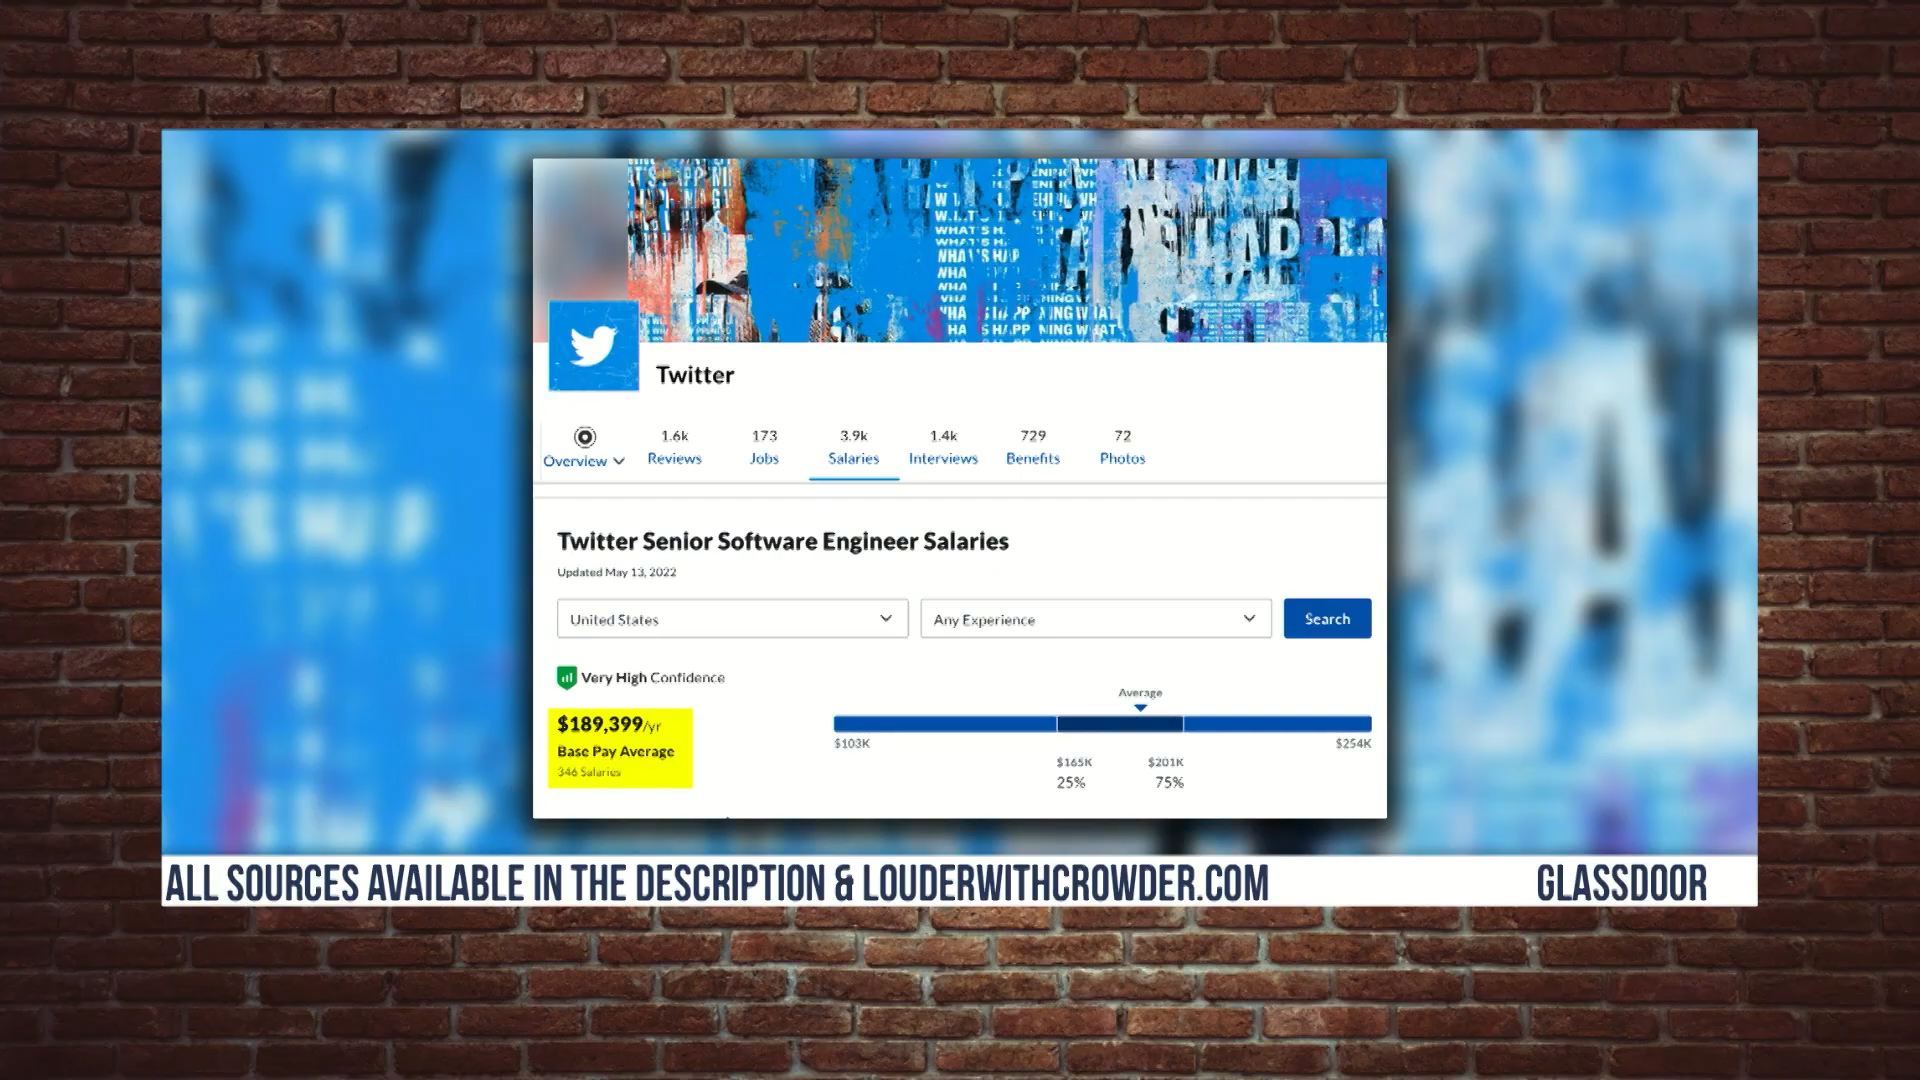 Twitter
1.6k 173 3.9k 1.4k 729 72
Overview Reviews Jobs Salaries Interviews Benefits Photos
Twitter Senior Software Engineer Salaries
Updated May 13, 2022
United States Any Experience Search
Very High Confidence
Average
$189,399/yr
$103K $254K
Base Pay Average
$165K $201K
346 Salaries
25% 75%
ALL SOURCES AVAILABLE IN THE DESCRIPTION & LOUDERWITHCROWDER.COM GLASSDOOR